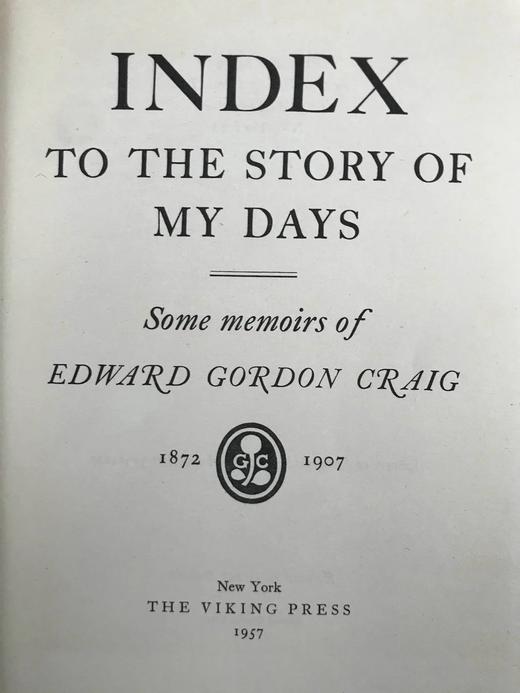 INDEX
TO THE STORY OF
MY DAYS
Some memoirs of
EDWARD GORDON CRAIG
1872 GC 1907
New York
THE VIKING PRESS
1957